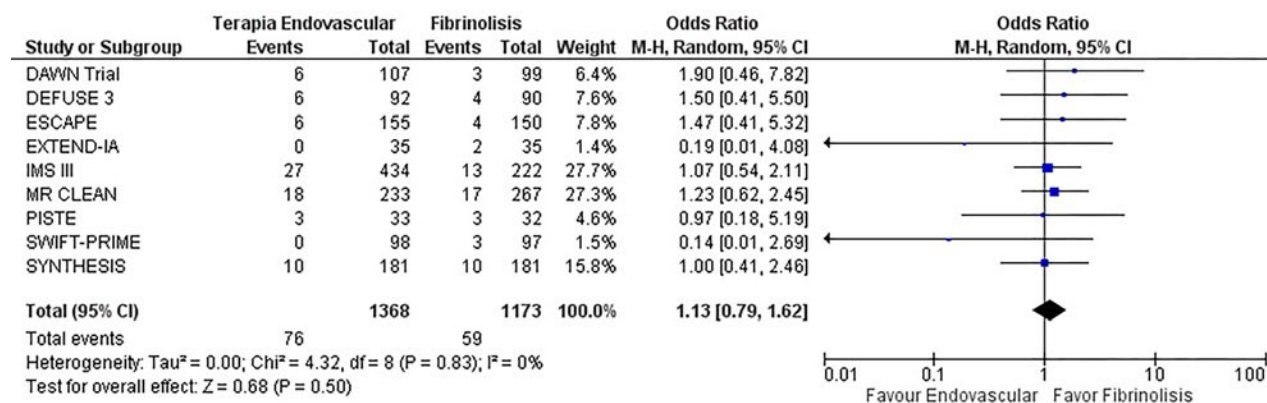 Terapia Endovascular Fibrinolisis Odds Ratio Odds Ratio
Study or Subgroup Events Total Events Total Weight M-H, Random, 95% CI M-H, Random, 95% CI
DAWN Trial 6 107 3 99 6.4% 1.90 [0.46, 7.82]
DEFUSE 3 6 92 4 90 7.6% 1.50 [0.41, 5.50]
ESCAPE 6 155 4 150 7.8% 1.47 [0.41, 5.32]
EXTEND-IA 0 35 2 35 1.4% 0.19 [0.01, 4.08]
IMS III 27 434 13 222 27.7% 1.07 [0.54, 2.11]
MR CLEAN 18 233 17 267 27.3% 1.23 [0.62, 2.45]
PISTE 3 33 3 32 4.6% 0.97 [0.18, 5.19]
SWIFT-PRIME 0 98 3 97 1.5% 0.14 [0.01, 2.69]
SYNTHESIS 10 181 10 181 15.8% 1.00 [0.41, 2.46]
Total (95% CI) 1368 1173 100.0% 1.13 [0.79, 1.62]
Total events 76 59
Heterogeneity: Tau² = 0.00; Chi² = 4.32, df = 8 (P = 0.83); I² = 0%
Test for overall effect: Z = 0.68 (P = 0.50)
0.01 0.1 1 10 100
Favour Endovascular Favor Fibrinolisis